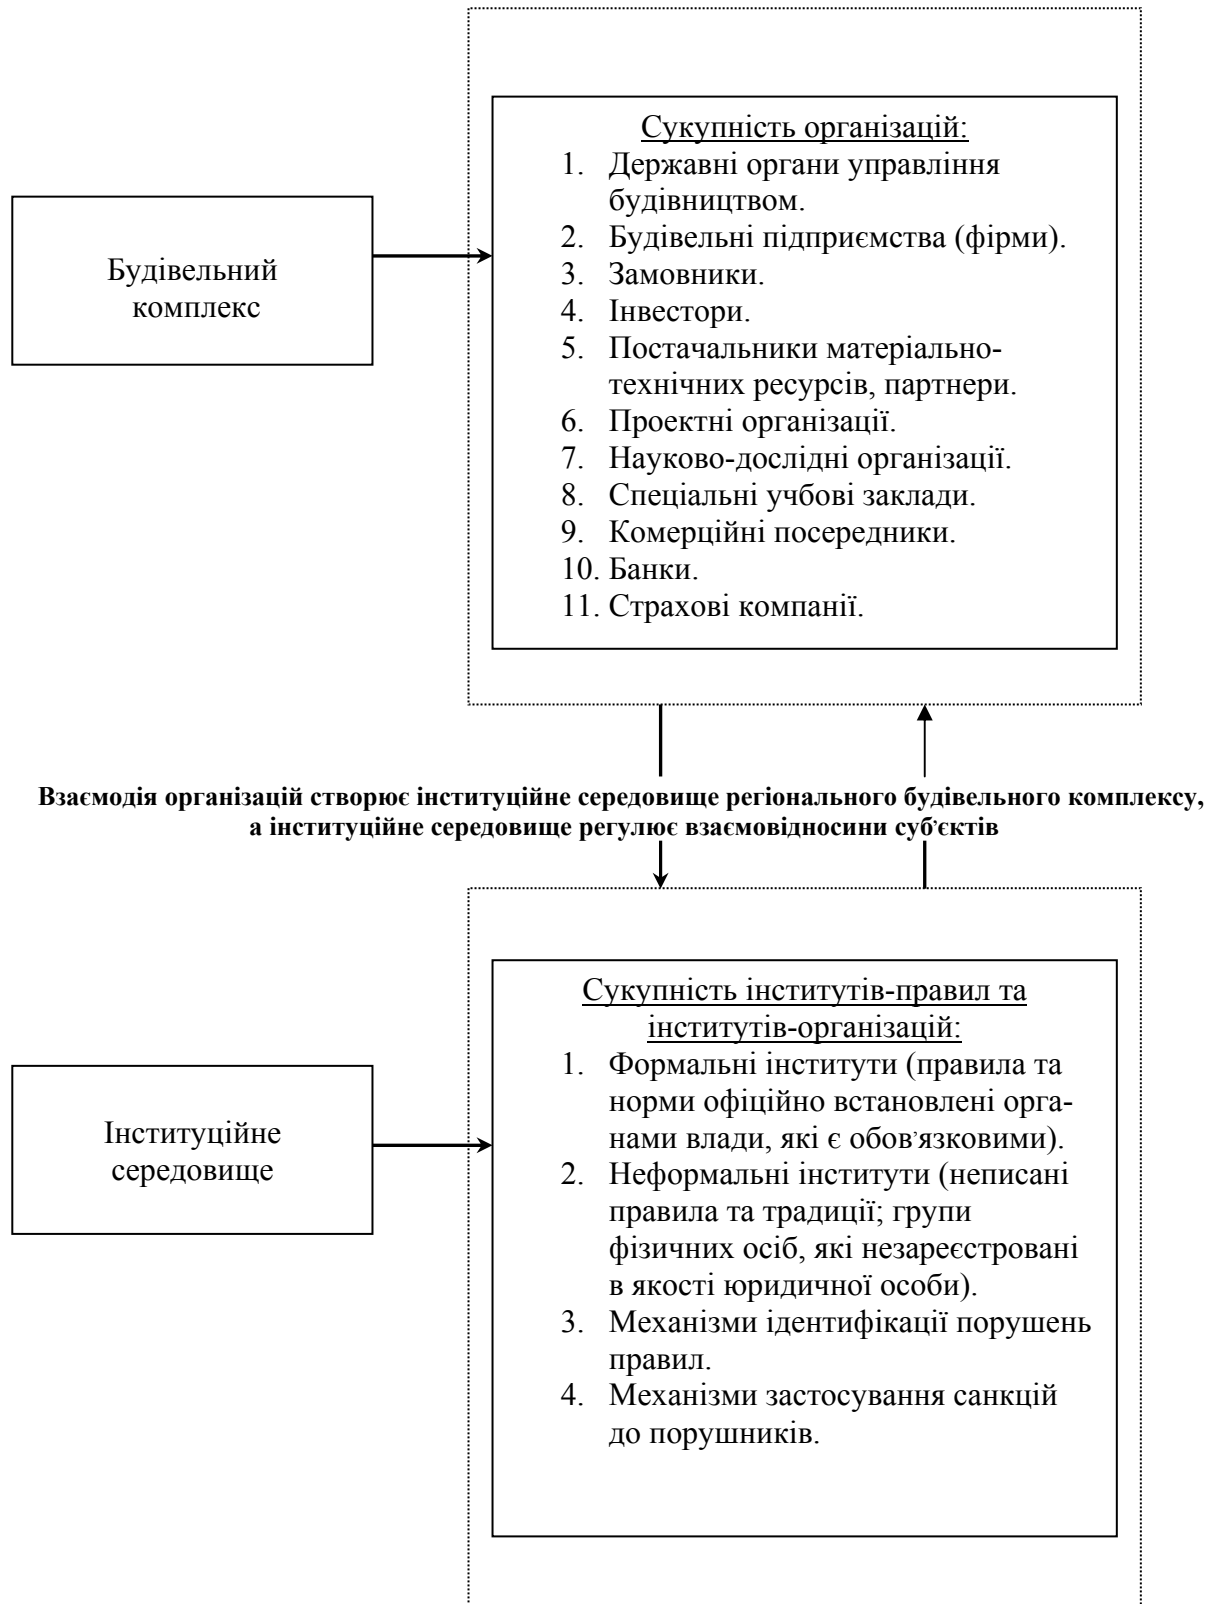 Сукупність організацій:
1. Державні органи управління
будівництвом.
2. Будівельні підприємства (фірми).
3. Замовники.
4. Інвестори.
5. Постачальники матеріально-
технічних ресурсів, партнери.
6. Проектні організації.
7. Науково-дослідні організації.
8. Спеціальні учбові заклади.
9. Комерційні посередники.
10. Банки.
11. Страхові компанії.
Будівельний
комплекс
Взаємодія організацій створює інституційне середовище регіонального будівельного комплексу,
а інституційне середовище регулює взаємовідносини суб’єктів
Сукупність інститутів-правил та
інститутів-організацій:
1. Формальні інститути (правила та
норми офіційно встановлені орга-
нами влади, які є обов’язковими).
2. Неформальні інститути (неписані
правила та традиції; групи
фізичних осіб, які незареєстровані
в якості юридичної особи).
3. Механізми ідентифікації порушень
правил.
4. Механізми застосування санкцій
до порушників.
Інституційне
середовище